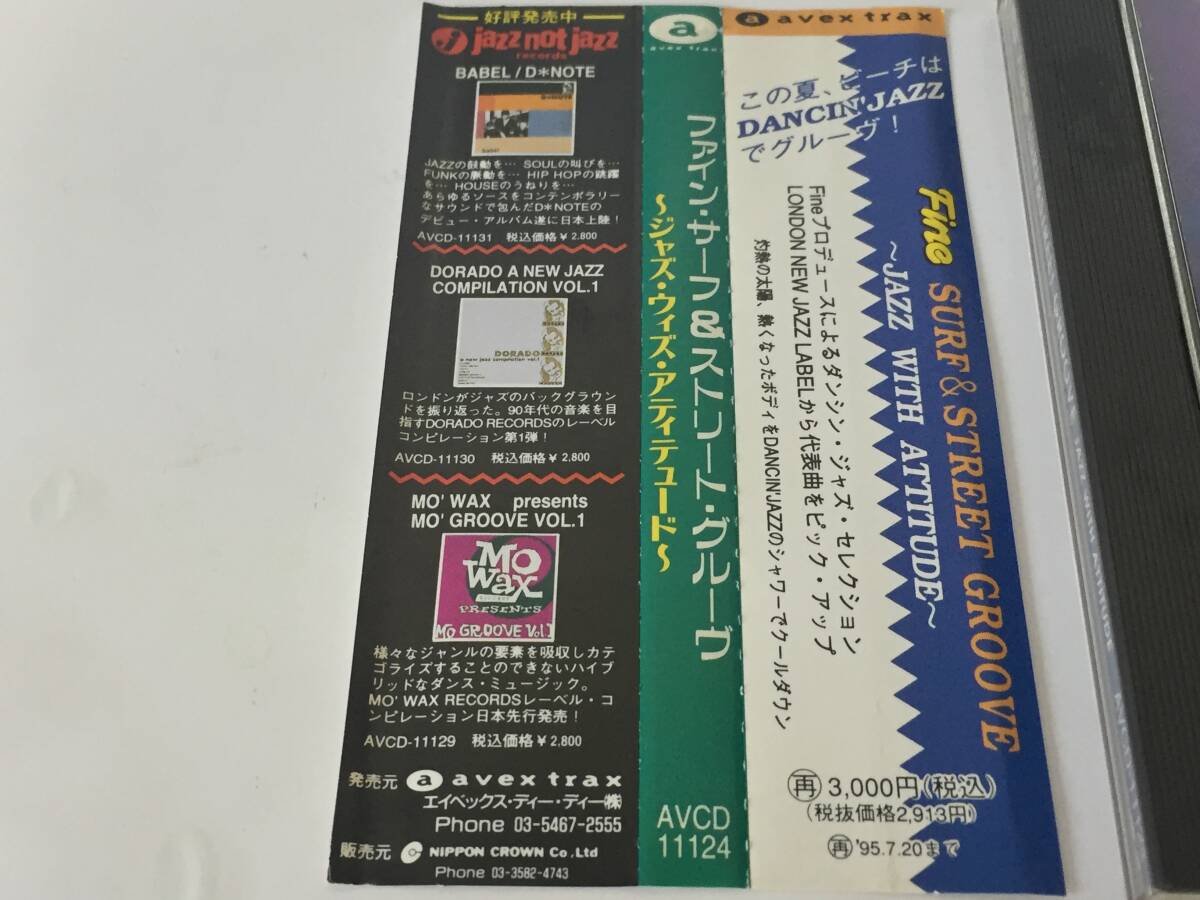 好評発売中
jazz not jazz
records
BABEL / D*NOTE
D*NOTE
babel
JAZZの鼓動を… SOULの叫びを…
FUNKの脈動を… HIP HOPの跳躍
を… HOUSEのうねりを…
あらゆるソースをコンテンポラリー
なサウンドで包んだD*NOTEの
デビュー・アルバム遂に日本上陸!
AVCD-11131 税込価格¥2,800
DORADO A NEW JAZZ
COMPILATION VOL.1
DORADO
a new jazz compilation vol.1
ロンドンがジャズのバックグラウン
ドを振り返った。90年代の音楽を目
指すDORADO RECORDSのレーベル
コンピレーション第1弾!
AVCD-11130 税込価格¥2,800
MO' WAX presents
MO' GROOVE VOL.1
MO
WAX
PRESENTS
MO GROOVE Vol.1
様々なジャンルの要素を吸収しカテ
ゴライズすることのできないハイブ
リッドなダンス・ミュージック。
MO' WAX RECORDSレーベル・コ
ンピレーション日本先行発売!
AVCD-11129 税込価格¥2,800
発売元 a avex trax
エイベックス・ディー・ディー㈱
Phone 03-5467-2555
販売元 NIPPON CROWN Co.,Ltd
Phone 03-3582-4743
a
avex trax
ファイン・サーフ&ストリート・グルーヴ
〜ジャズ・ウィズ・アティテュード〜
AVCD
11124
a avex trax
この夏、ビーチは
DANCIN'JAZZ
でグルーヴ!
Fine SURF & STREET GROOVE
〜JAZZ WITH ATTITUDE〜
Fineプロデュースによるダンシン・ジャズ・セレクション
LONDON NEW JAZZ LABELから代表曲をピック・アップ
灼熱の太陽、熱くなったボディをDANCIN'JAZZのシャワーでクールダウン
再 3,000円(税込)
(税抜価格2,913円)
再 '95.7.20まで